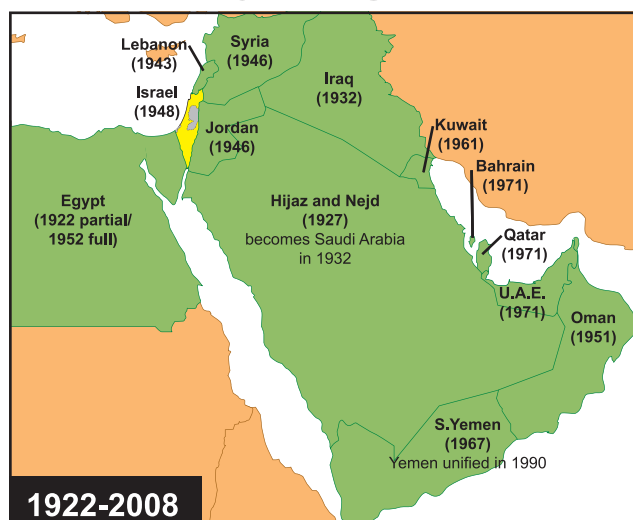 Lebanon
(1943)
Syria
(1946)
Iraq
(1932)
Israel
(1948)
Jordan
(1946)
Kuwait
(1961)
Bahrain
(1971)
Egypt
(1922 partial/
1952 full)
Hijaz and Nejd
(1927)
becomes Saudi Arabia
in 1932
Qatar
(1971)
U.A.E.
(1971)
Oman
(1951)
S.Yemen
(1967)
Yemen unified in 1990
1922-2008